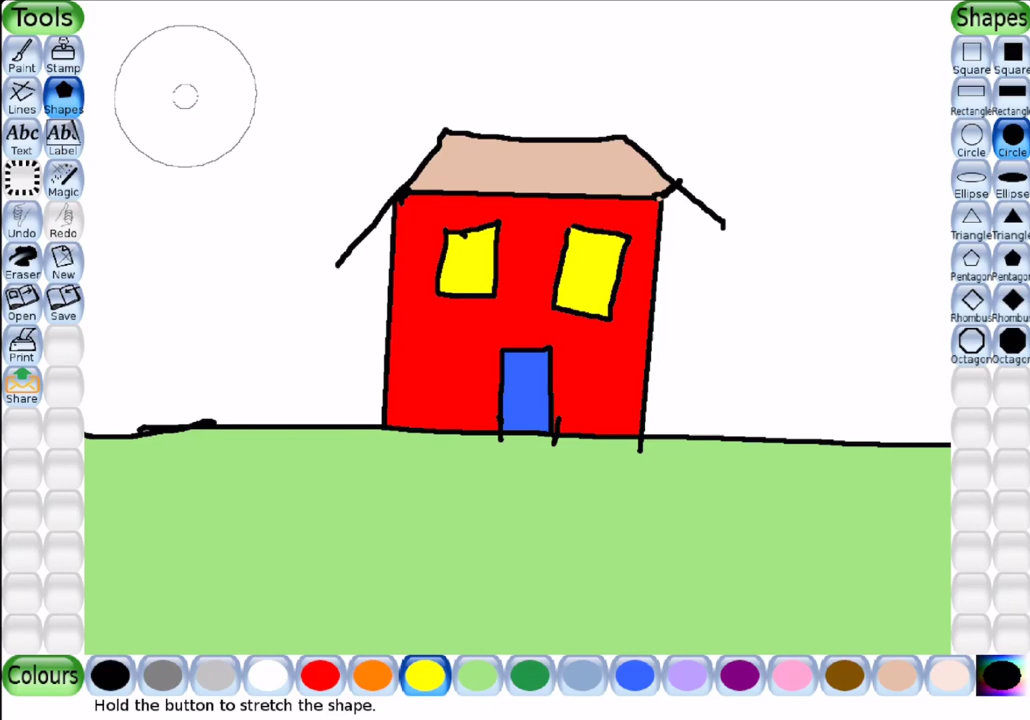 Tools
Shapes
Paint Stamp
Lines Shapes
Abc Abc
Text Label
Magic
Undo Redo
Eraser New
Open Save
Print
Share
Square Square
Rectangle Rectangle
Circle Circle
Ellipse Ellipse
Triangle Triangle
Pentagon Pentagon
Rhombus Rhombus
Octagon Octagon
Colours
Hold the button to stretch the shape.